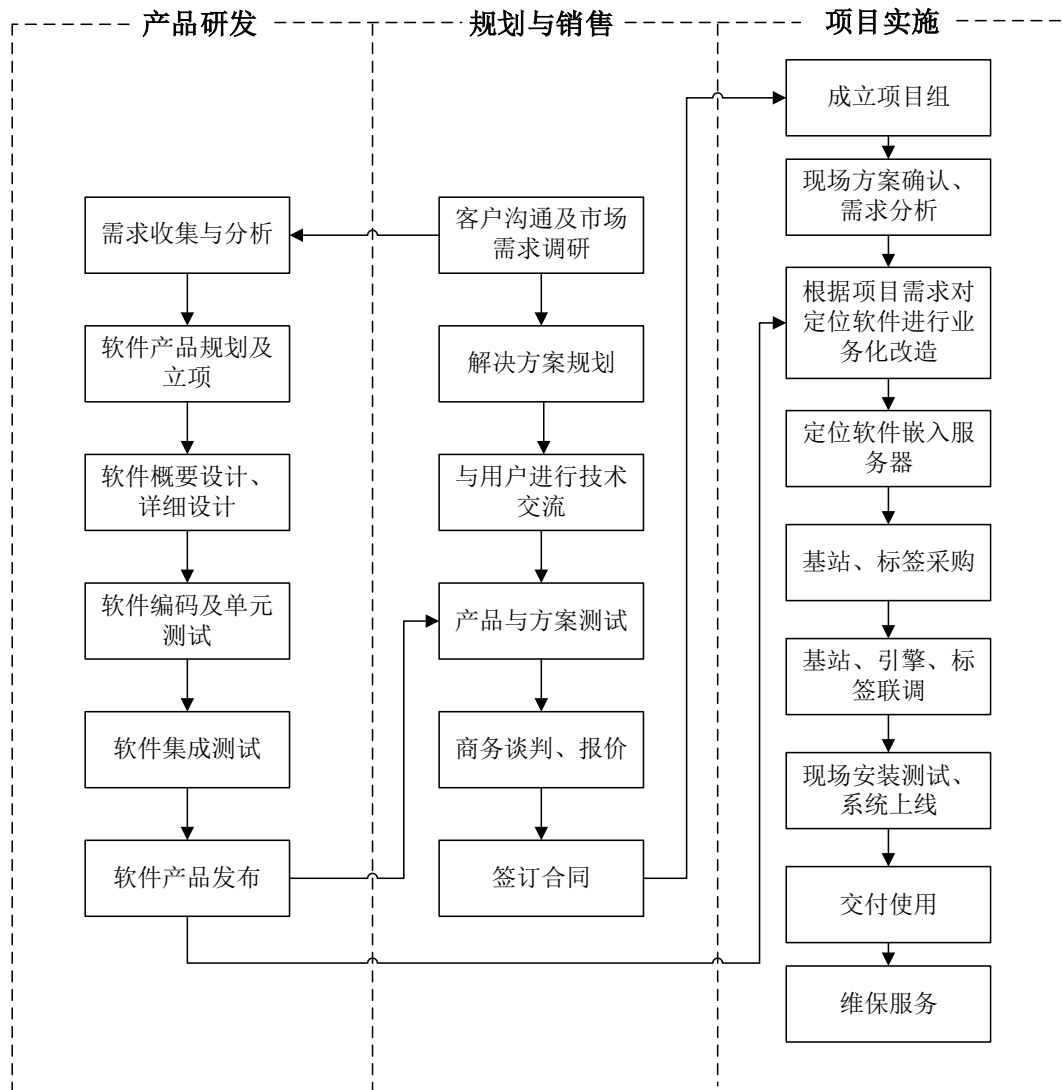 产品研发
规划与销售
项目实施
需求收集与分析
软件产品规划及
立项
软件概要设计、
详细设计
软件编码及单元
测试
软件集成测试
软件产品发布
客户沟通及市场
需求调研
解决方案规划
与用户进行技术
交流
产品与方案测试
商务谈判、报价
签订合同
成立项目组
现场方案确认、
需求分析
根据项目需求对
定位软件进行业
务化改造
定位软件嵌入服
务器
基站、标签采购
基站、引擎、标
签联调
现场安装测试、
系统上线
交付使用
维保服务